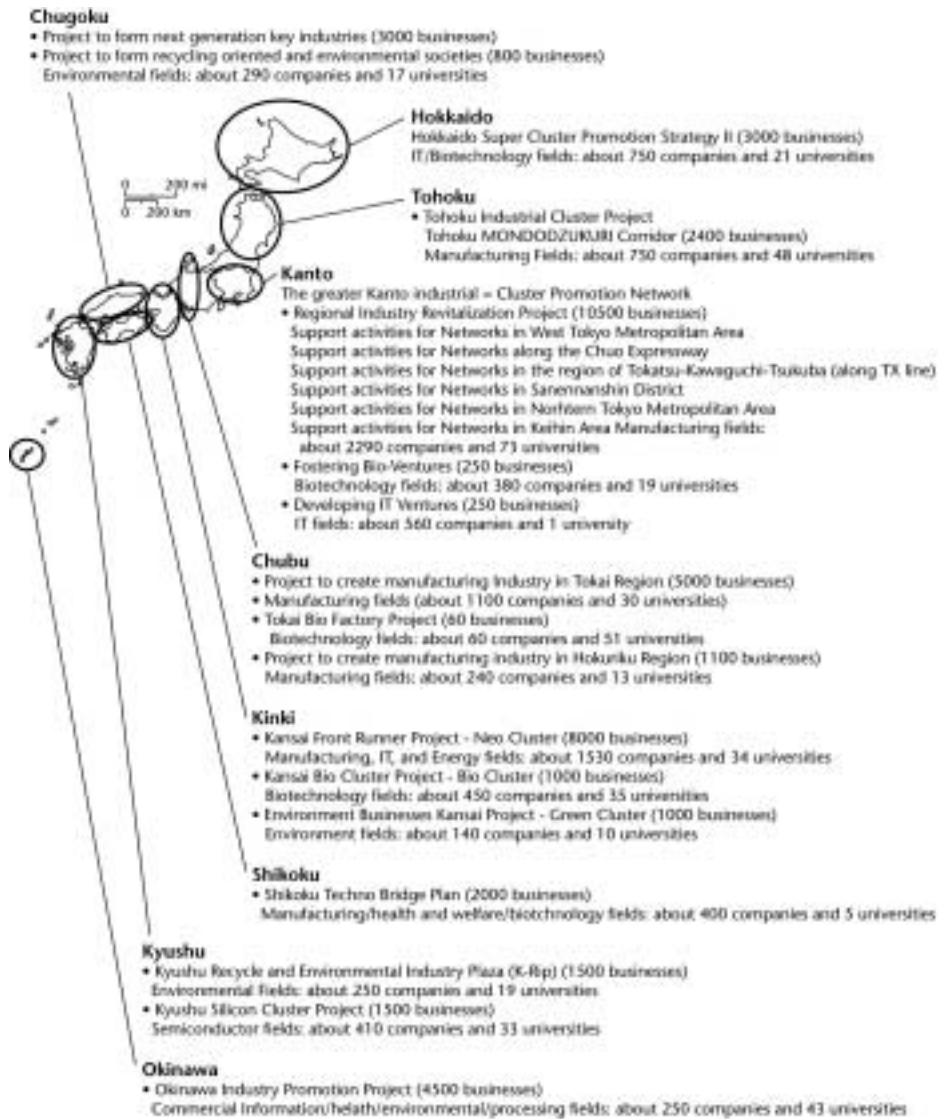 Chugoku
• Project to form next generation key industries (3000 businesses)
• Project to form recycling oriented and environmental societies (800 businesses)
Environmental fields: about 290 companies and 17 universities
Hokkaido
Hokkaido Super Cluster Promotion Strategy II (3000 businesses)
IT/Biotechnology fields: about 750 companies and 21 universities
0 200 mi
0 200 km
Tohoku
• Tohoku Industrial Cluster Project
Tohoku MONDODZUKURI Corridor (2400 businesses)
Manufacturing Fields: about 750 companies and 48 universities
Kanto
The greater Kanto industrial = Cluster Promotion Network
• Regional Industry Revitalization Project (10500 businesses)
Support activities for Networks in West Tokyo Metropolitan Area
Support activities for Networks along the Chuo Expressway
Support activities for Networks in the region of Tokatsu-Kawaguchi-Tsukuba (along TX line)
Support activities for Networks in Sanennanshin District
Support activities for Networks in Norhtern Tokyo Metropolitan Area
Support activities for Networks in Keihin Area Manufacturing fields:
about 2290 companies and 73 universities
• Fostering Bio-Ventures (250 businesses)
Biotechnology fields: about 380 companies and 19 universities
• Developing IT Ventures (250 businesses)
IT fields: about 560 companies and 1 university
Chubu
• Project to create manufacturing Industry in Tokai Region (5000 businesses)
• Manufacturing fields (about 1100 companies and 30 universities)
• Tokai Bio Factory Project (60 businesses)
Biotechnology fields: about 60 companies and 51 universities
• Project to create manufacturing industry in Hokuriku Region (1100 businesses)
Manufacturing fields: about 240 companies and 13 universities
Kinki
• Kansai Front Runner Project - Neo Cluster (8000 businesses)
Manufacturing, IT, and Energy fields: about 1530 companies and 34 universities
• Kansai Bio Cluster Project - Bio Cluster (1000 businesses)
Biotechnology fields: about 450 companies and 35 universities
• Environment Businesses Kansai Project - Green Cluster (1000 businesses)
Environment fields: about 140 companies and 10 universities
Shikoku
• Shikoku Techno Bridge Plan (2000 businesses)
Manufacturing/health and welfare/biotchnology fields: about 400 companies and 5 universities
Kyushu
• Kyushu Recycle and Environmental Industry Plaza (K-Rip) (1500 businesses)
Environmental Fields: about 250 companies and 19 universities
• Kyushu Silicon Cluster Project (1500 businesses)
Semiconductor fields: about 410 companies and 33 universities
Okinawa
• Okinawa Industry Promotion Project (4500 businesses)
Commercial Information/helath/environmental/processing fields: about 250 companies and 43 universities